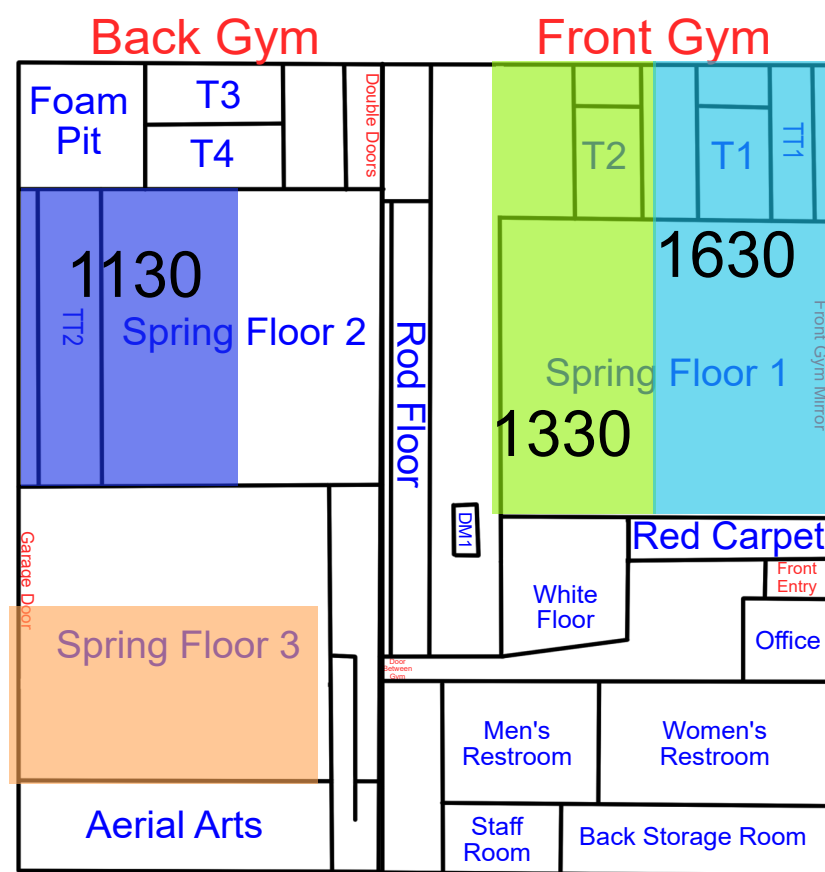 Back Gym
Front Gym
Foam
Pit
T3
T4
Double Doors
T2
T1
TT1
1130
TT2
Spring Floor 2
Rod Floor
1630
Spring Floor 1
Front Gym Mirror
1330
DM1
Red Carpet
Front
Entry
White
Floor
Office
Garage Door
Spring Floor 3
Door
Between
Gym
Men's
Restroom
Women's
Restroom
Aerial Arts
Staff
Room
Back Storage Room